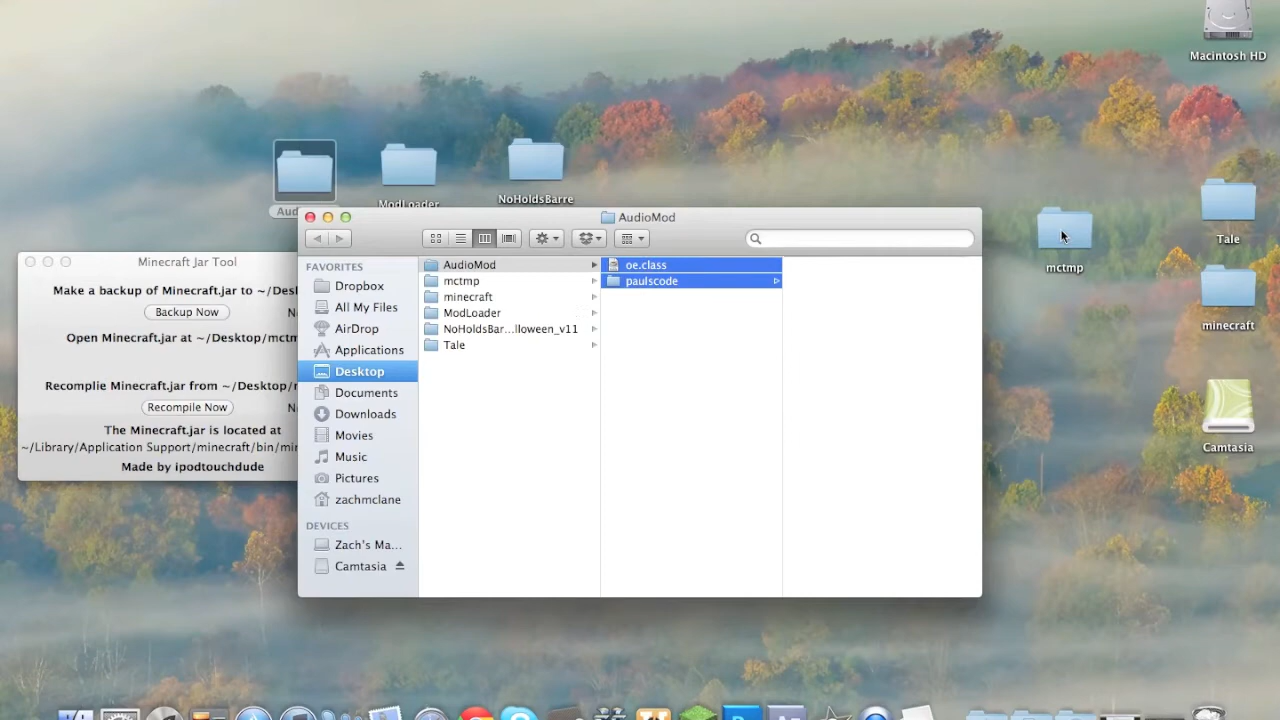 Macintosh HD
NoHoldsBarre
ModLoader
Aud
Tale
mctmp
minecraft
Camtasia
Minecraft Jar Tool
Make a backup of Minecraft.jar to ~/Des
Backup Now
N
Open Minecraft.jar at ~/Desktop/mctm
Recomplie Minecraft.jar from ~/Desktop/
Recompile Now
N
The Minecraft.jar is located at
~/Library/Application Support/minecraft/bin/min
Made by ipodtouchdude
AudioMod
FAVORITES
Dropbox
All My Files
AirDrop
Applications
Desktop
Documents
Downloads
Movies
Music
Pictures
zachmclane
DEVICES
Zach's Ma...
Camtasia
AudioMod
mctmp
minecraft
ModLoader
NoHoldsBar...lloween_v11
Tale
oe.class
paulscode